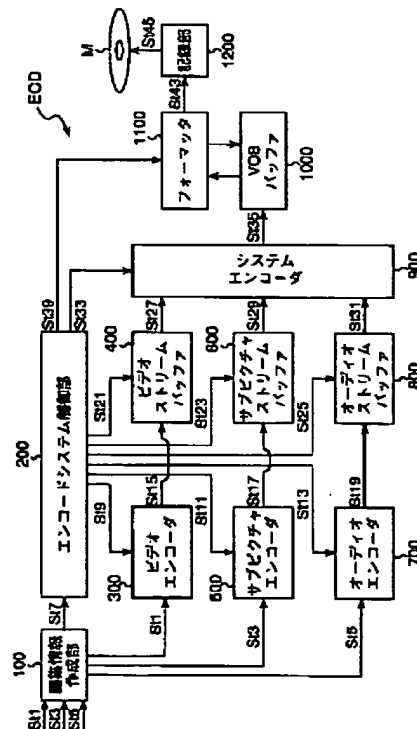 ECD
St1
St3
St5
100
編集情報
作成部
St7
200
エンコードシステム制御部
St39
St33
St9
St21
St11
St23
St13
St25
St1
300
ビデオ
エンコーダ
St15
400
ビデオ
ストリーム
バッファ
St27
St3
500
サブピクチャ
エンコーダ
St17
600
サブピクチャ
ストリーム
バッファ
St29
St5
700
オーディオ
エンコーダ
St19
800
オーディオ
ストリーム
バッファ
St31
システム
エンコーダ
900
St35
VOB
バッファ
1000
1100
フォーマッタ
St43
記録部
1200
St45
M